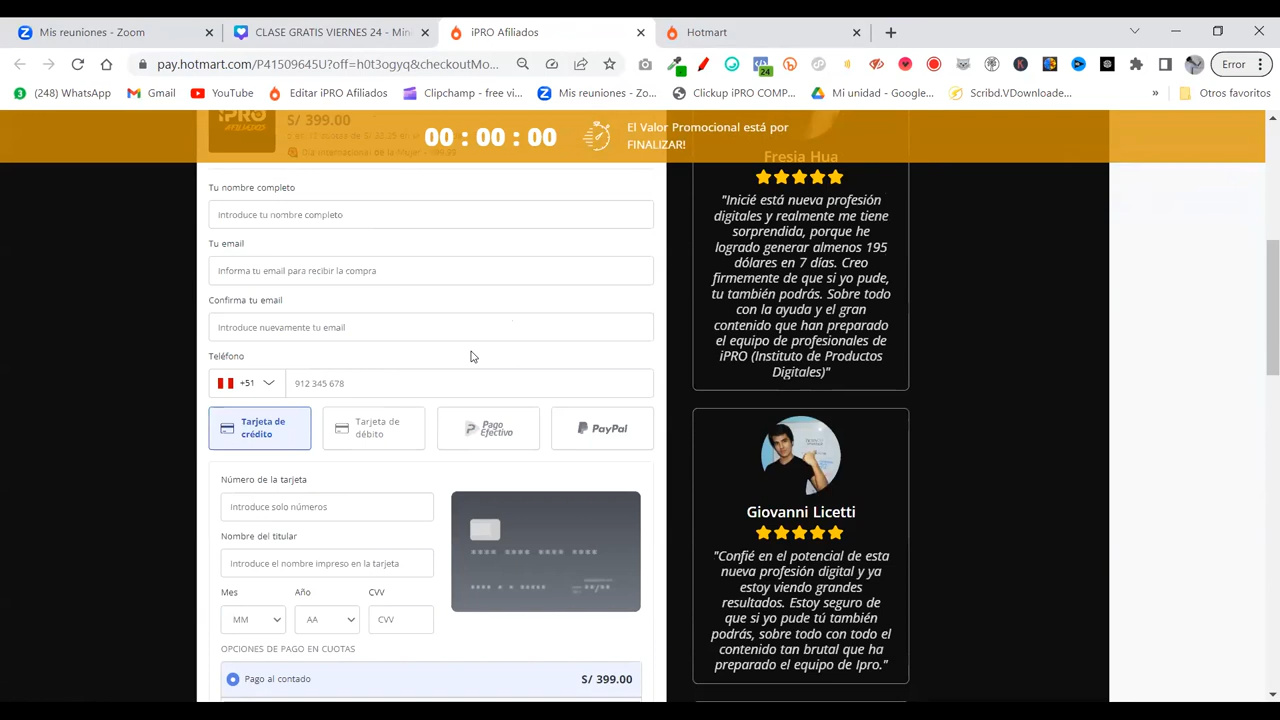 Mis reuniones - Zoom
CLASE GRATIS VIERNES 24 - Min
iPRO Afiliados
Hotmart
pay.hotmart.com/P41509645U?off=h0t3ogyq&checkoutMo...
24
Error
(248) WhatsApp
Gmail
YouTube
Editar iPRO Afiliados
Clipchamp - free vi...
Mis reuniones - Zo...
Clickup iPRO COMP...
Mi unidad - Google...
Scribd.VDownloade...
»
Otros favoritos
iPRO
AFILIADOS
S/ 399.00
00 : 00 : 00
El Valor Promocional está por
FINALIZAR!
Día Internacional de la Mujer
Tu nombre completo
Introduce tu nombre completo
Tu email
Informa tu email para recibir la compra
Confirma tu email
Introduce nuevamente tu email
Teléfono
+51
912 345 678
Tarjeta de
crédito
Tarjeta de
débito
Pago
Efectivo
PayPal
Número de la tarjeta
Introduce solo números
Nombre del titular
Introduce el nombre impreso en la tarjeta
Mes
Año
CVV
MM
AA
CVV
OPCIONES DE PAGO EN CUOTAS
Pago al contado
S/ 399.00
Fresia Hua
"Inicié está nueva profesión
digitales y realmente me tiene
sorprendida, porque he
logrado generar almenos 195
dólares en 7 días. Creo
firmemente de que si yo pude,
tu también podrás. Sobre todo
con la ayuda y el gran
contenido que han preparado
el equipo de profesionales de
iPRO (Instituto de Productos
Digitales)"
Giovanni Licetti
"Confié en el potencial de esta
nueva profesión digital y ya
estoy viendo grandes
resultados. Estoy seguro de
que si yo pude tú también
podrás, sobre todo con todo el
contenido tan brutal que ha
preparado el equipo de Ipro."